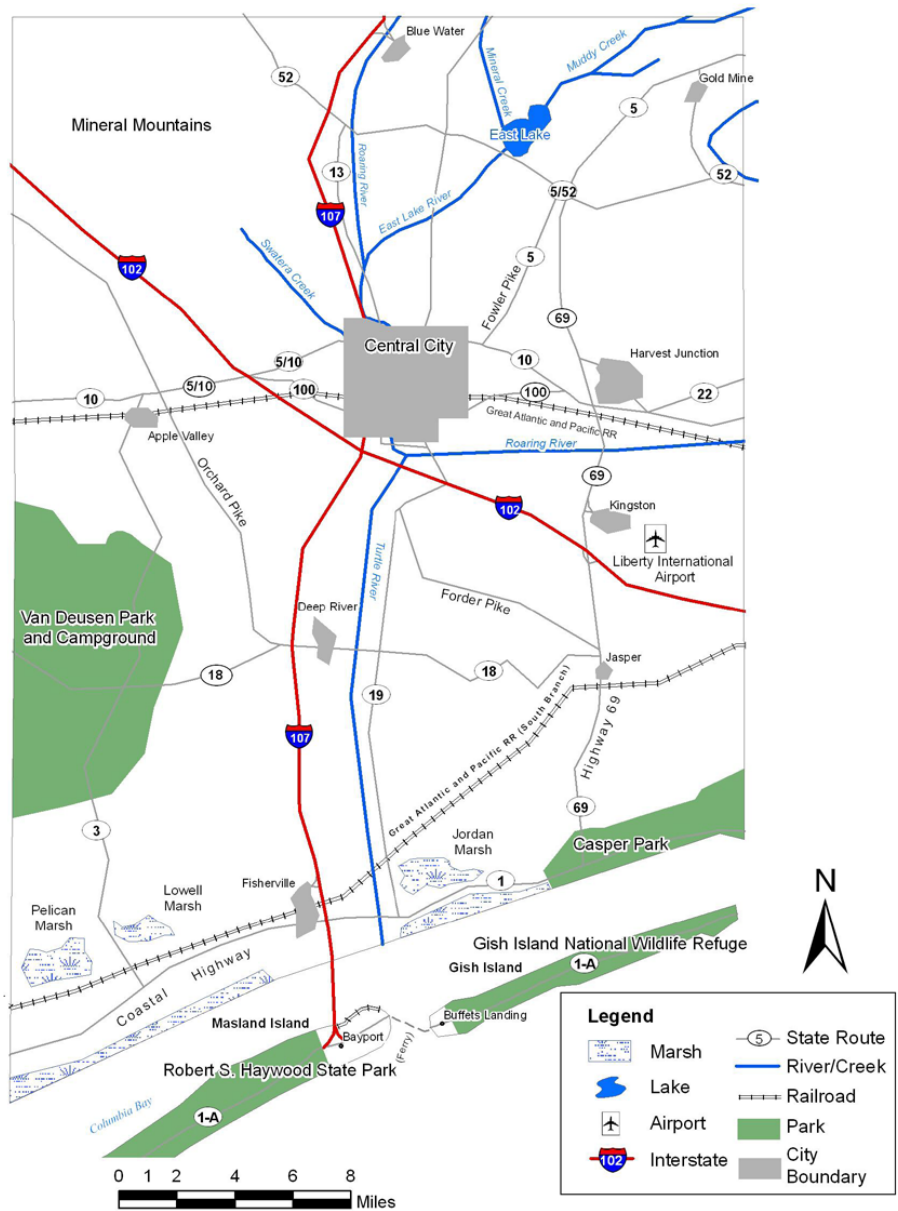 Blue Water
52
Mineral Creek
Muddy Creek
Gold Mine
5
Mineral Mountains
East Lake
13
Roaring River
5/52
52
107
East Lake River
Swatera Creek
102
5
Fowler Pike
69
Central City
5/10
10
Harvest Junction
5/10
100
100
22
10
Great Atlantic and Pacific RR
Apple Valley
Roaring River
Orchard Pike
69
102
Kingston
Turtle River
Liberty International
Airport
Forder Pike
Deep River
Van Deusen Park
and Campground
Jasper
18
18
19
107
Great Atlantic and Pacific RR (South Branch)
Highway 69
69
3
Jordan
Marsh
Casper Park
Fisherville
1
Lowell
Marsh
Pelican
Marsh
N
Gish Island National Wildlife Refuge
Gish Island
1-A
Coastal Highway
Masland Island
Buffets Landing
Bayport
(Ferry)
Robert S. Haywood State Park
Columbia Bay
1-A
0 1 2 4 6 8
Miles
Legend
Marsh
Lake
Airport
102
Interstate
5
State Route
River/Creek
Railroad
Park
City
Boundary